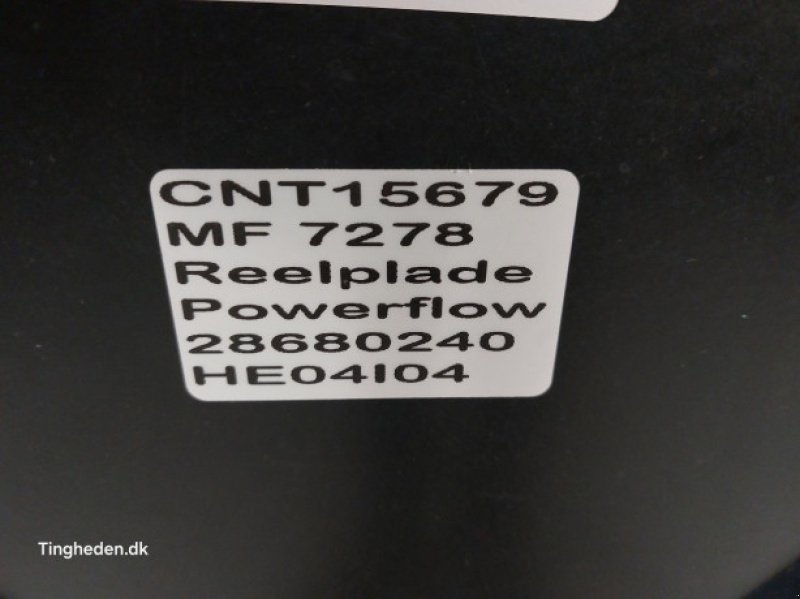 CNT15679
MF 7278
Reelplade
Powerflow
28680240
HE04I04
Tingheden.dk